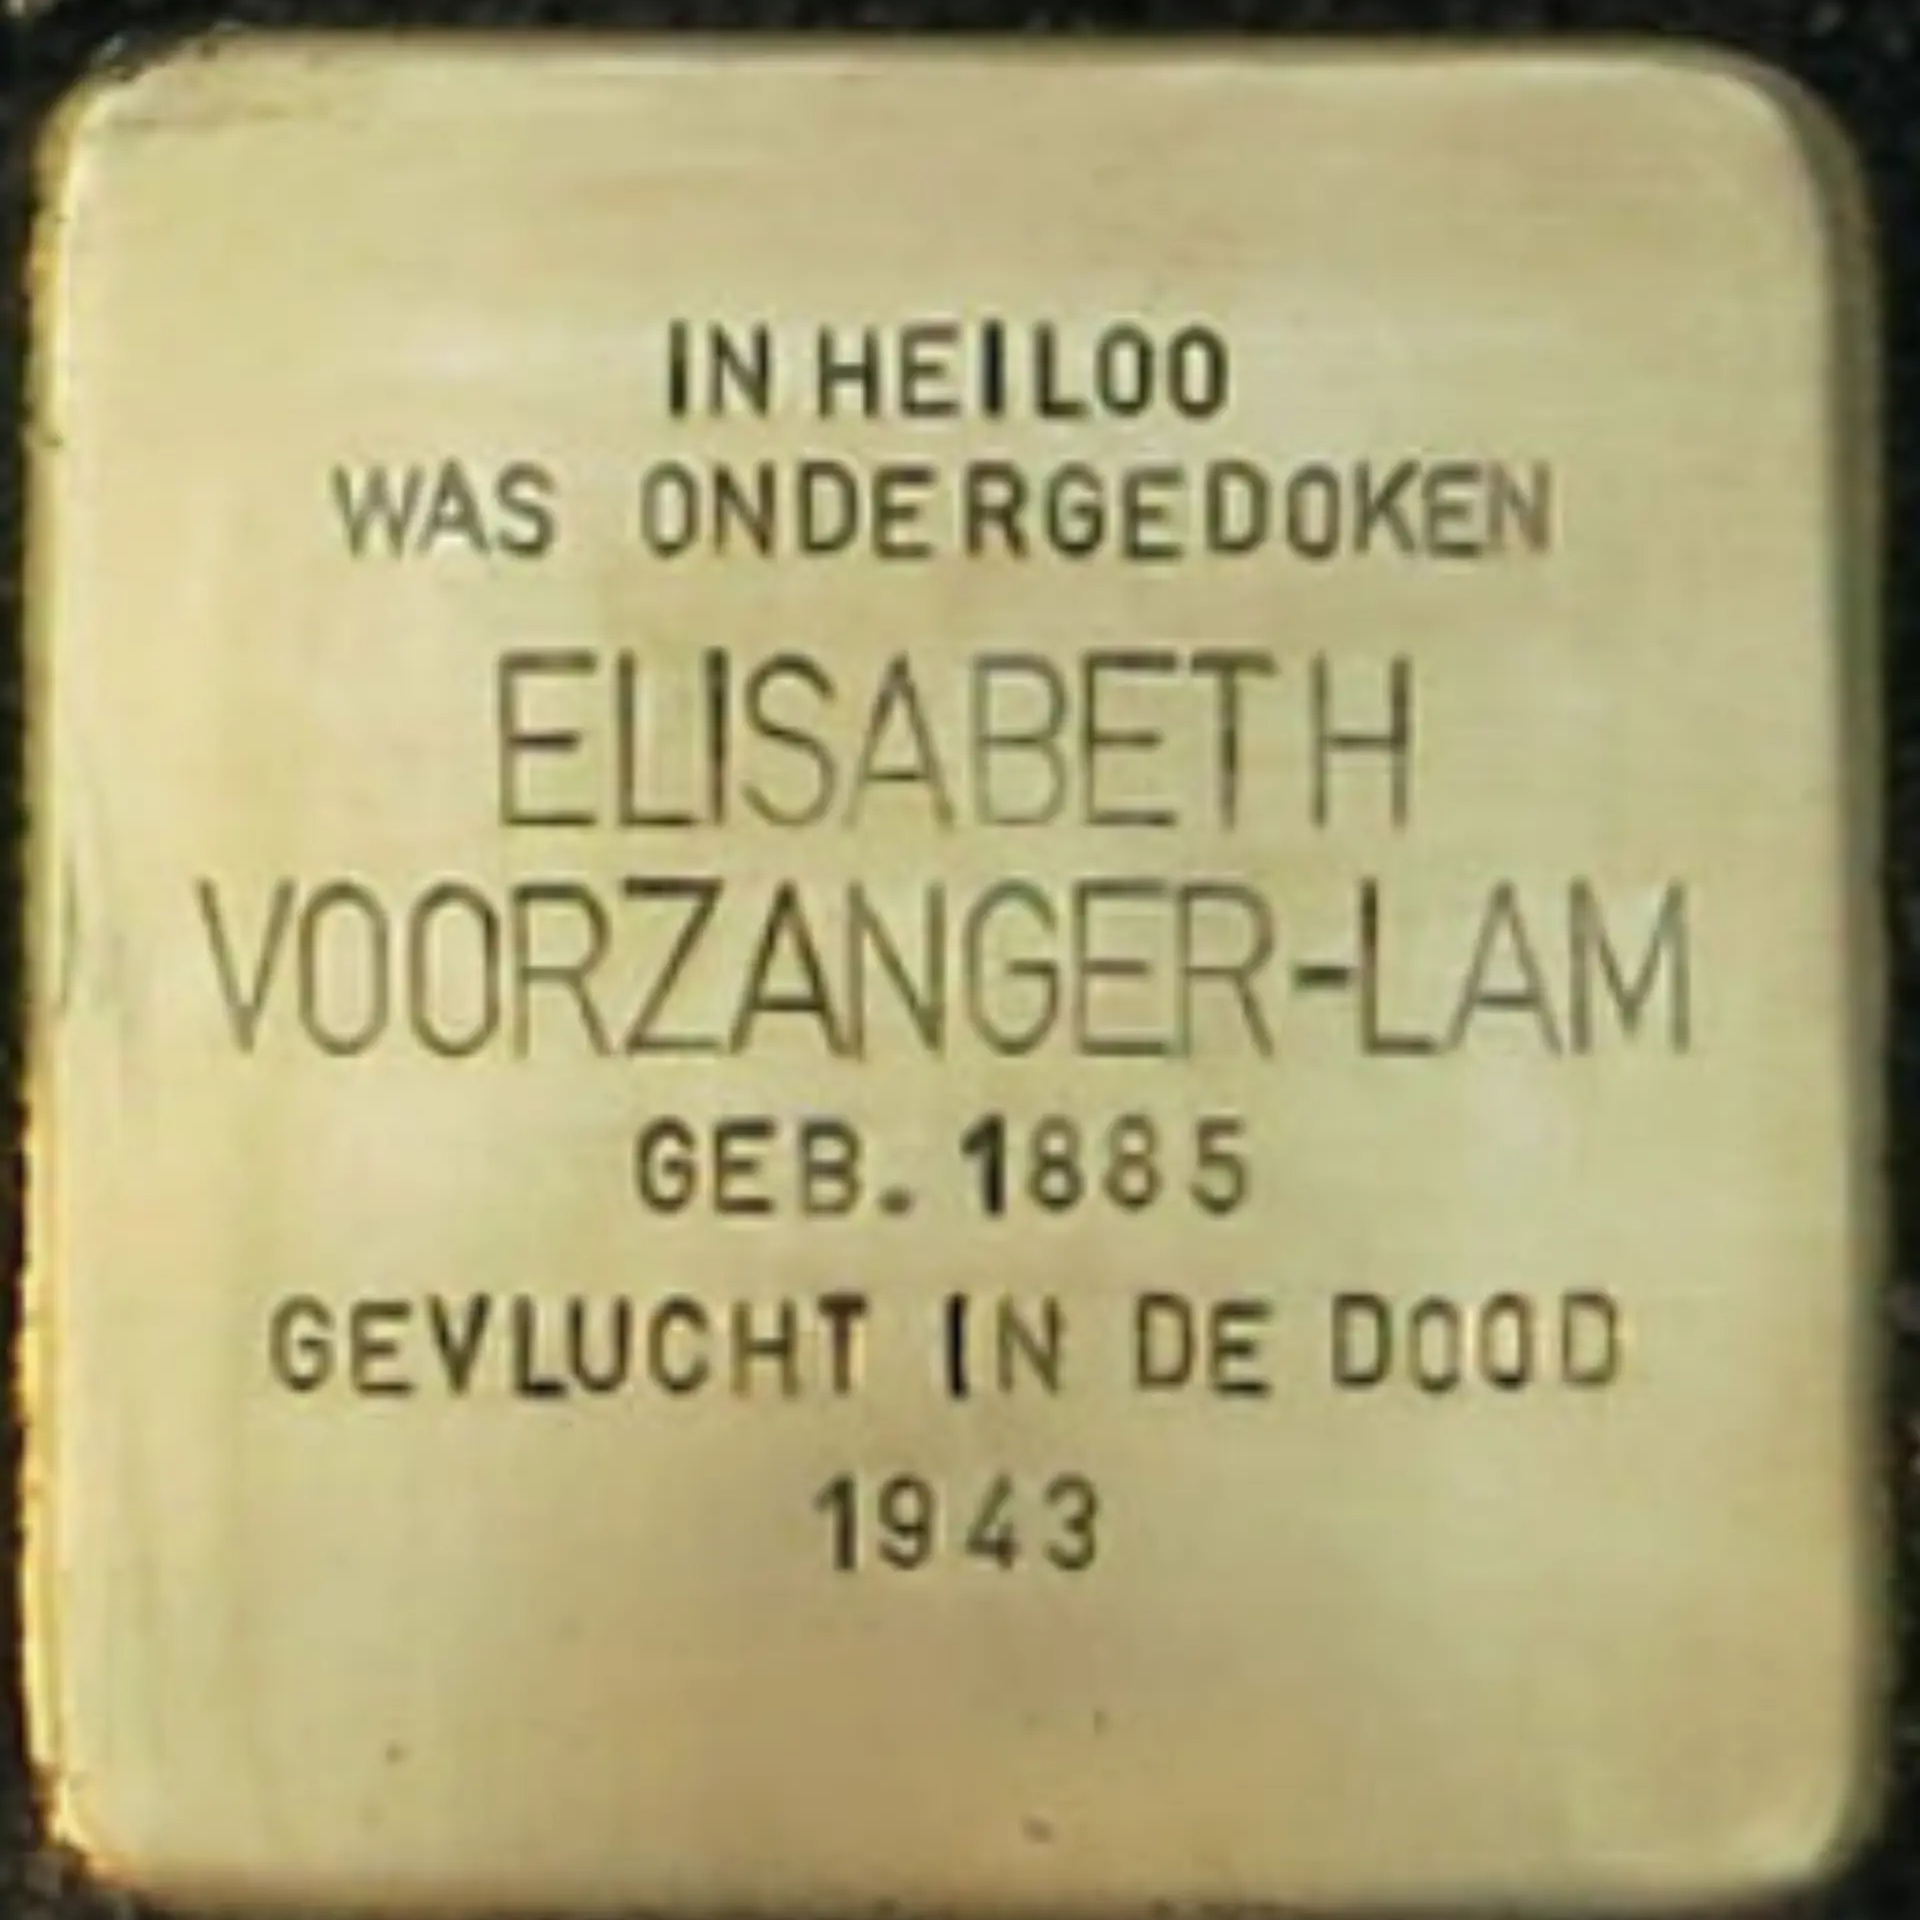 IN HEILOO
WAS ONDERGEDOKEN
ELISABETH
VOORZANGER-LAM
GEB. 1885
GEVLUCHT IN DE DOOD
1943